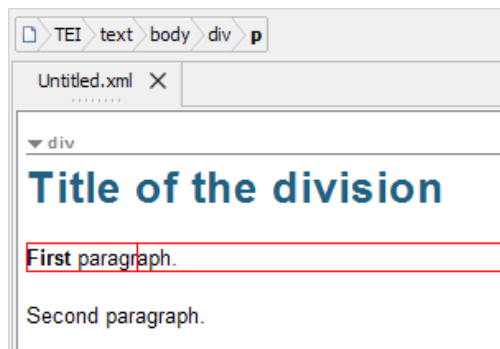 TEI text body div p
Untitled.xml
div
Title of the division
First paragraph.
Second paragraph.